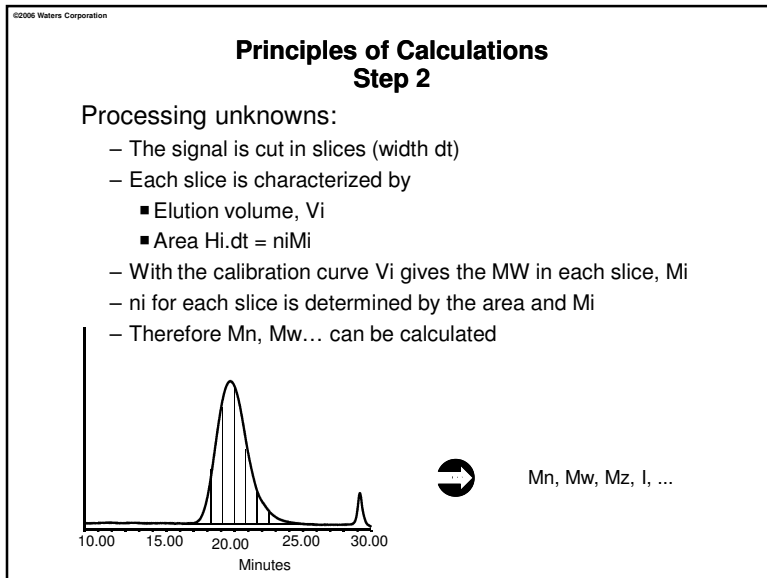 ©2006 Waters Corporation
Principles of Calculations
Step 2
Processing unknowns:
– The signal is cut in slices (width dt)
– Each slice is characterized by
■ Elution volume, Vi
■ Area Hi.dt = niMi
– With the calibration curve Vi gives the MW in each slice, Mi
– ni for each slice is determined by the area and Mi
– Therefore Mn, Mw… can be calculated
Mn, Mw, Mz, I, ...
10.00 15.00 20.00 25.00 30.00
Minutes